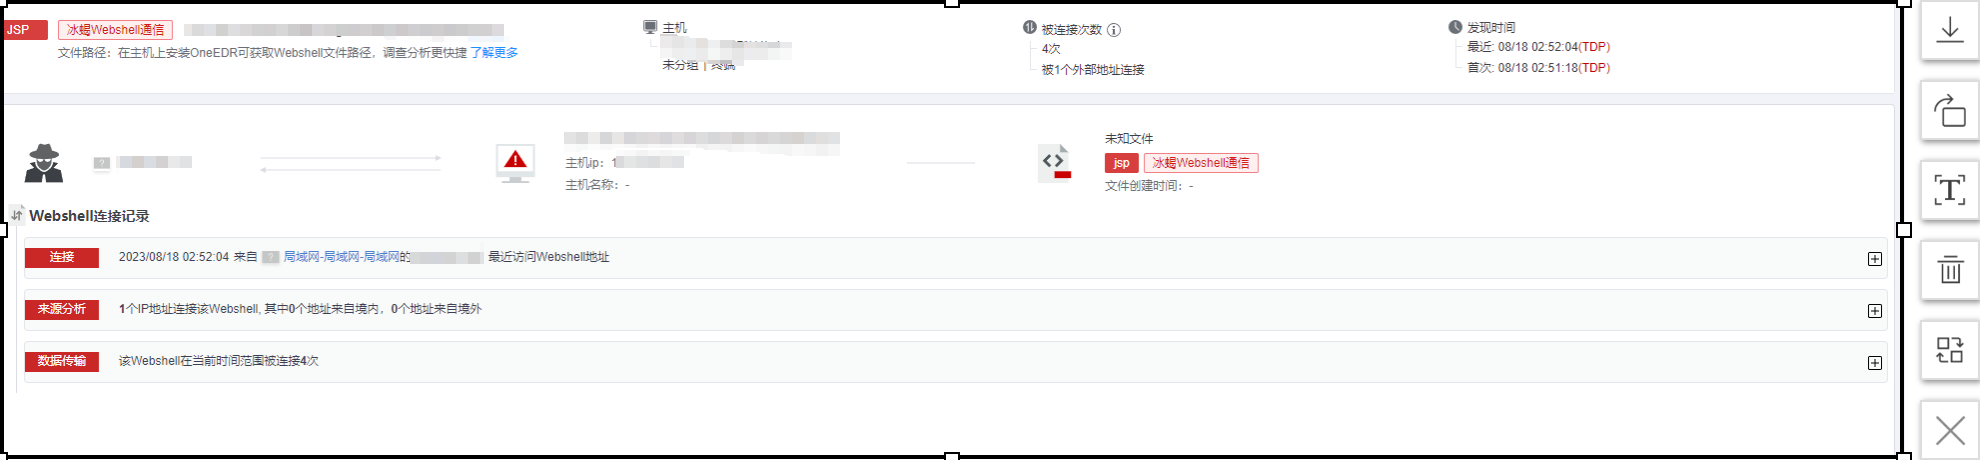 JSP 冰蝎Webshell通信
文件路径：在主机上安装OneEDR可获取Webshell文件路径，调查分析更快捷 了解更多
主机
未分组 | 终端
被连接次数
4次
被1个外部地址连接
发现时间
最近: 08/18 02:52:04(TDP)
首次: 08/18 02:51:18(TDP)
主机ip： 1
主机名称： -
未知文件
jsp 冰蝎Webshell通信
文件创建时间： -
Webshell连接记录
连接 2023/08/18 02:52:04 来自 局域网-局域网-局域网的 最近访问Webshell地址
来源分析 1个IP地址连接该Webshell, 其中0个地址来自境内，0个地址来自境外
数据传输 该Webshell在当前时间范围被连接4次